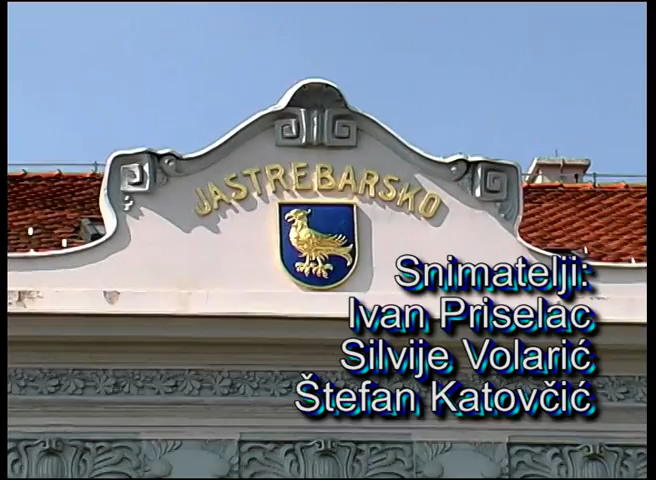 JASTREBARSKO
Snimatelji:
Ivan Priselac
Silvije Volarić
Štefan Katovčić